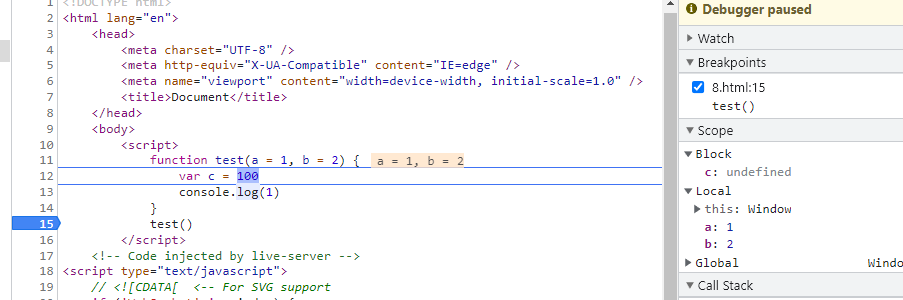 1 <!DOCTYPE html>
2 <html lang="en">
3 <head>
4 <meta charset="UTF-8" />
5 <meta http-equiv="X-UA-Compatible" content="IE=edge" />
6 <meta name="viewport" content="width=device-width, initial-scale=1.0" />
7 <title>Document</title>
8 </head>
9 <body>
10 <script>
11 function test(a = 1, b = 2) { a = 1, b = 2
12 var c = 100
13 console.log(1)
14 }
15 test()
16 </script>
17 <!-- Code injected by live-server -->
18 <script type="text/javascript">
19 // <![CDATA[ <-- For SVG support
Debugger paused
Watch
Breakpoints
8.html:15
test()
Scope
Block
c: undefined
Local
this: Window
a: 1
b: 2
Global Windo
Call Stack